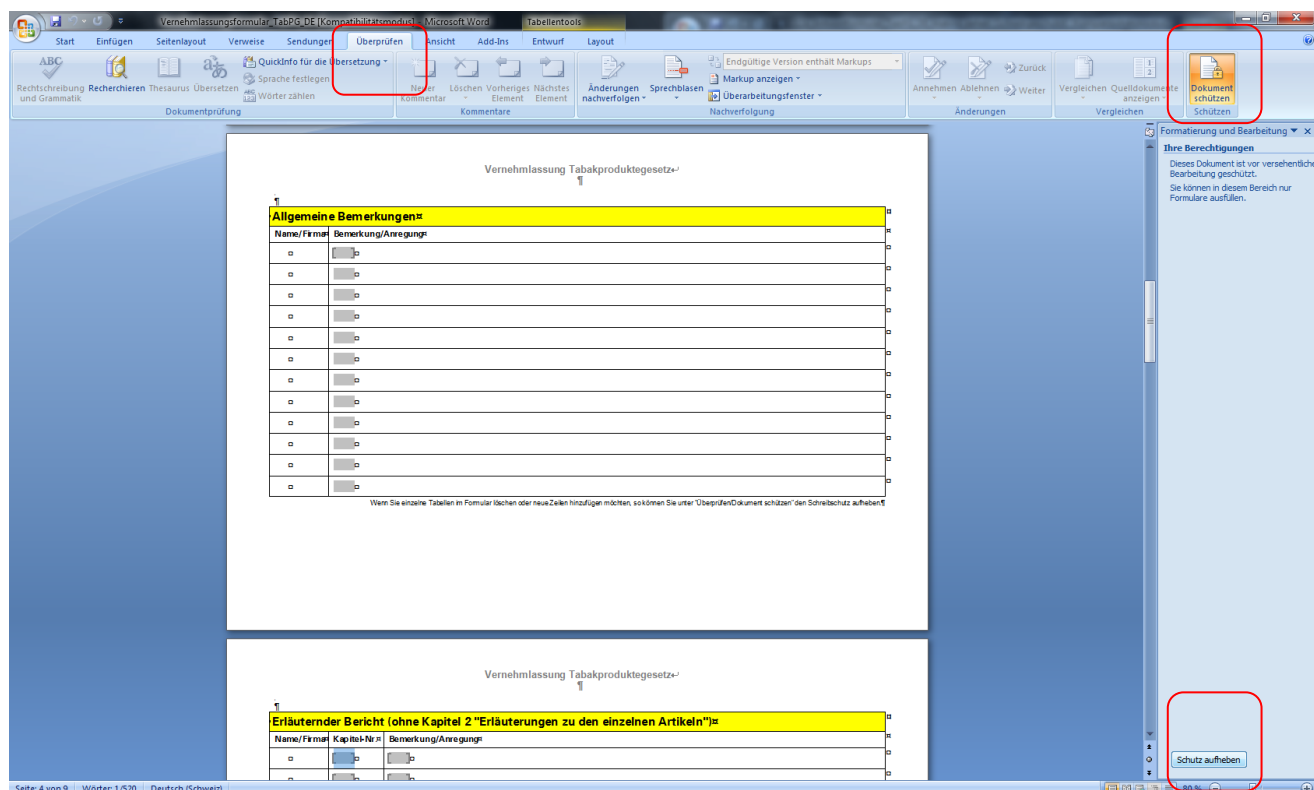 Vernehmlassungsformular_TabPG_DE [Kompatibilitätsmodus] - Microsoft Word
Tabellentools
Start Einfügen Seitenlayout Verweise Sendungen Überprüfen Ansicht Add-Ins Entwurf Layout
ABC
Rechtschreibung und Grammatik
Recherchieren
Thesaurus
Übersetzen
QuickInfo für die Übersetzung
Sprache festlegen
Wörter zählen
Dokumentprüfung
Neuer Kommentar
Löschen
Vorheriges Element
Nächstes Element
Kommentare
Änderungen nachverfolgen
Sprechblasen
Endgültige Version enthält Markups
Markup anzeigen
Überarbeitungsfenster
Nachverfolgung
Annehmen
Ablehnen
Zurück
Weiter
Änderungen
Vergleichen
Quelldokumente anzeigen
Vergleichen
Dokument schützen
Schützen
Vernehmlassung Tabakproduktegesetz↵
¶
¶
Allgemeine Bemerkungen¤
Name/Firma¤ Bemerkung/Anregung¤
Wenn Sie einzelne Tabellen im Formular löschen oder neue Zeilen hinzufügen möchten, so können Sie unter "Überprüfen/Dokument schützen" den Schreibschutz aufheben.¶
Vernehmlassung Tabakproduktegesetz↵
¶
¶
Erläuternder Bericht (ohne Kapitel 2 "Erläuterungen zu den einzelnen Artikeln")¤
Name/Firma¤ Kapitel-Nr.¤ Bemerkung/Anregung¤
Formatierung und Bearbeitung
Ihre Berechtigungen
Dieses Dokument ist vor versehentliche
Bearbeitung geschützt.
Sie können in diesem Bereich nur
Formulare ausfüllen.
Schutz aufheben
Seite: 4 von 9 Wörter: 1/520 Deutsch (Schweiz)
80 %